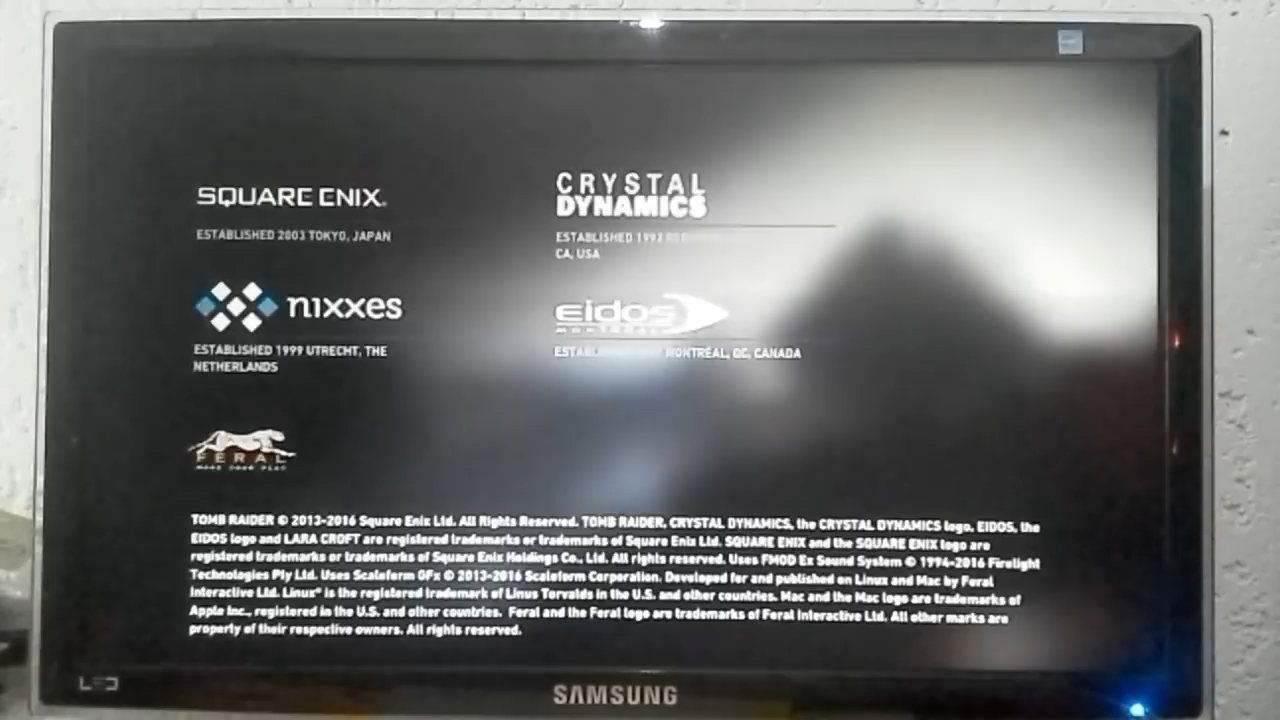 SQUARE ENIX.
CRYSTAL
DYNAMICS
ESTABLISHED 2003 TOKYO, JAPAN
ESTABLISHED 1992
CA, USA
nixxes
eidos
MONTRÉAL
ESTABLISHED 1999 UTRECHT, THE
NETHERLANDS
MONTRÉAL, QC, CANADA
FERAL
TOMB RAIDER © 2013-2016 Square Enix Ltd. All Rights Reserved. TOMB RAIDER, CRYSTAL DYNAMICS, the CRYSTAL DYNAMICS logo, EIDOS, the
EIDOS logo and LARA CROFT are registered trademarks or trademarks of Square Enix Ltd. SQUARE ENIX and the SQUARE ENIX logo are
registered trademarks or trademarks of Square Enix Holdings Co., Ltd. All rights reserved. Uses FMOD Ex Sound System © 1994-2016 Firelight
Technologies Pty Ltd. Uses Scaleform GFx © 2013-2016 Scaleform Corporation. Developed for and published on Linux and Mac by Feral
Interactive Ltd. Linux® is the registered trademark of Linus Torvalds in the U.S. and other countries. Mac and the Mac logo are trademarks of
Apple Inc., registered in the U.S. and other countries. Feral and the Feral logo are trademarks of Feral Interactive Ltd. All other marks are
property of their respective owners. All rights reserved.
LED
SAMSUNG